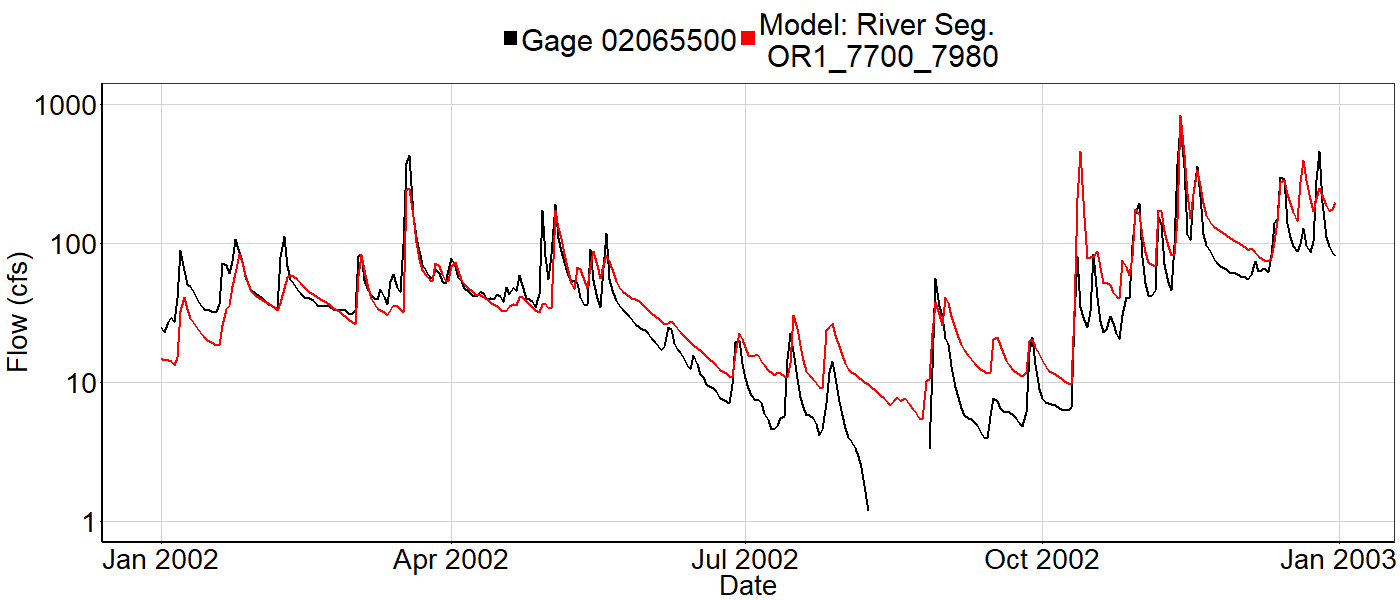 Gage 02065500
Model: River Seg.
OR1_7700_7980
Flow (cfs)
1000
100
10
1
Jan 2002
Apr 2002
Jul 2002
Oct 2002
Jan 2003
Date